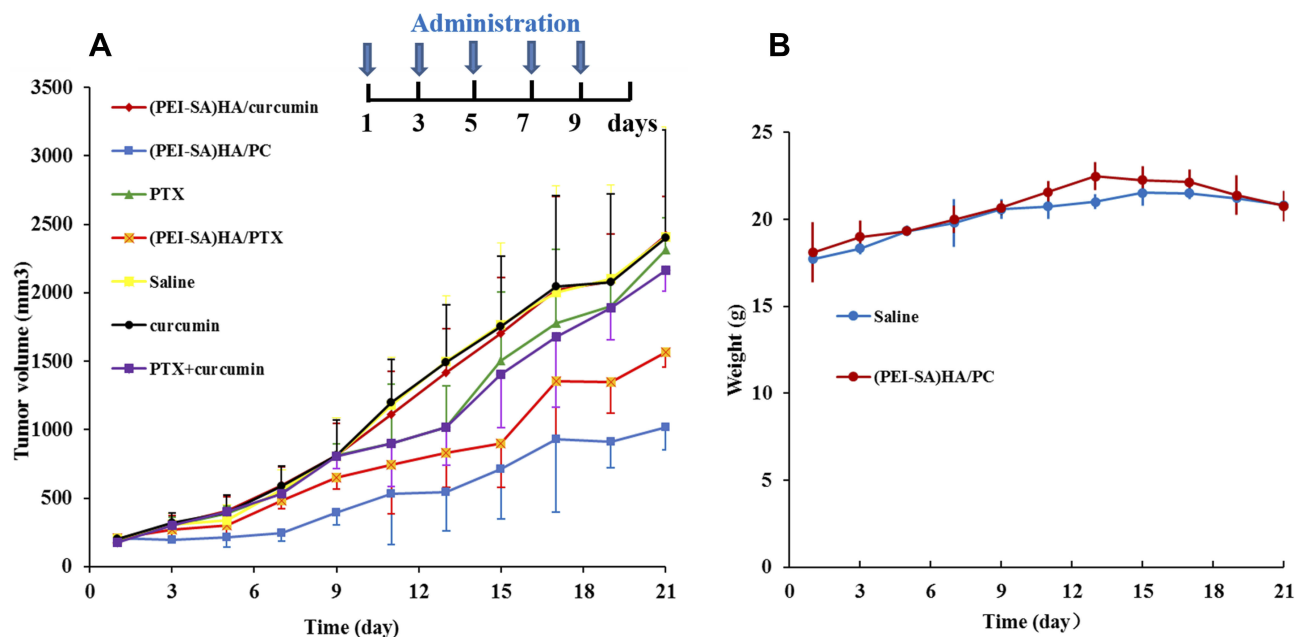 A
Administration
1 3 5 7 9 days
(PEI-SA)HA/curcumin
(PEI-SA)HA/PC
PTX
(PEI-SA)HA/PTX
Saline
curcumin
PTX+curcumin
Tumor volume (mm3)
3500
3000
2500
2000
1500
1000
500
0
0 3 6 9 12 15 18 21
Time (day)
B
Weight (g)
25
20
15
10
5
0
Saline
(PEI-SA)HA/PC
0 3 6 9 12 15 18 21
Time (day）